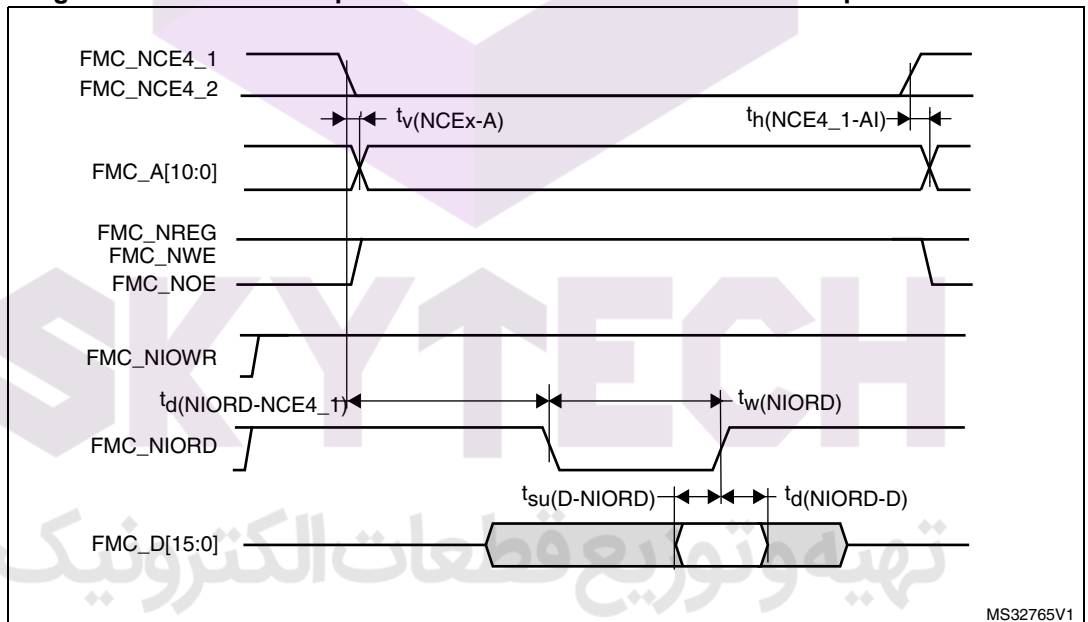 FMC_NCE4_1
FMC_NCE4_2
tv(NCEx-A)
th(NCE4_1-AI)
FMC_A[10:0]
FMC_NREG
FMC_NWE
FMC_NOE
FMC_NIOWR
td(NIORD-NCE4_1)
tw(NIORD)
FMC_NIORD
tsu(D-NIORD)
td(NIORD-D)
FMC_D[15:0]
MS32765V1
SKYTECH
تهیه و توزیع قطعات الکترونیک